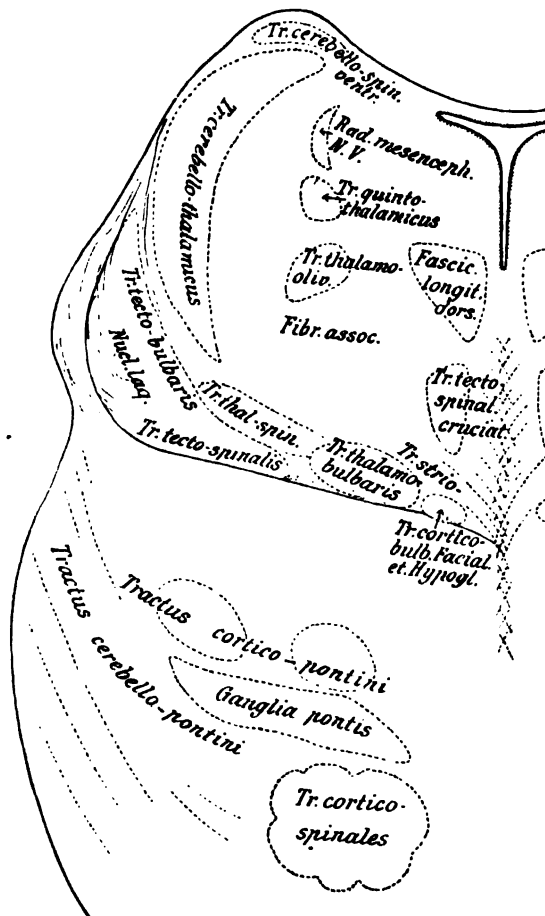 Tr. cerebello-spin.
ventr.
Tr. cerebello-thalamicus
Rad. mesenceph.
N. V.
Tr. quinto-
thalamicus
Tr. thalamo-
oliv.
Fascic.
longit.
dors.
Fibr. assoc.
Tr. tecto-bulbaris
Nucl. laq.
Tr. tecto-
spinal.
cruciat.
Tr. thal.-spin.
Tr. tecto-spinalis
Tr. thalamo-
bulbaris
Tr. strio-
Tr. cortico-
bulb. Facial.
et. Hypogl.
Tractus
cerebello-pontini
Tractus cortico-pontini
Ganglia pontis
Tr. cortico-
spinales